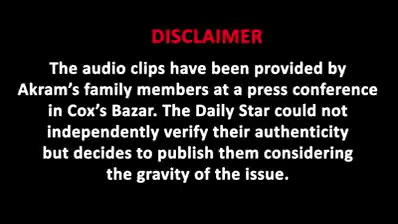 DISCLAIMER
The audio clips have been provided by
Akram's family members at a press conference
in Cox's Bazar. The Daily Star could not
independently verify their authenticity
but decides to publish them considering
the gravity of the issue.